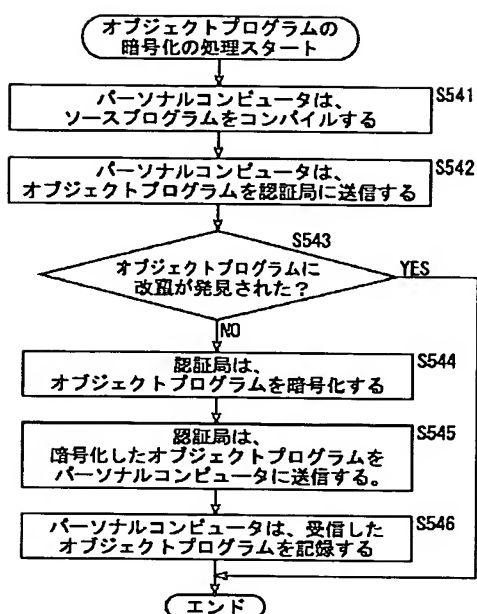 オブジェクトプログラムの
暗号化の処理スタート
S541
パーソナルコンピュータは、
ソースプログラムをコンパイルする
S542
パーソナルコンピュータは、
オブジェクトプログラムを認証局に送信する
S543
オブジェクトプログラムに
改竄が発見された?
YES
NO
S544
認証局は、
オブジェクトプログラムを暗号化する
S545
認証局は、
暗号化したオブジェクトプログラムを
パーソナルコンピュータに送信する。
S546
パーソナルコンピュータは、受信した
オブジェクトプログラムを記録する
エンド